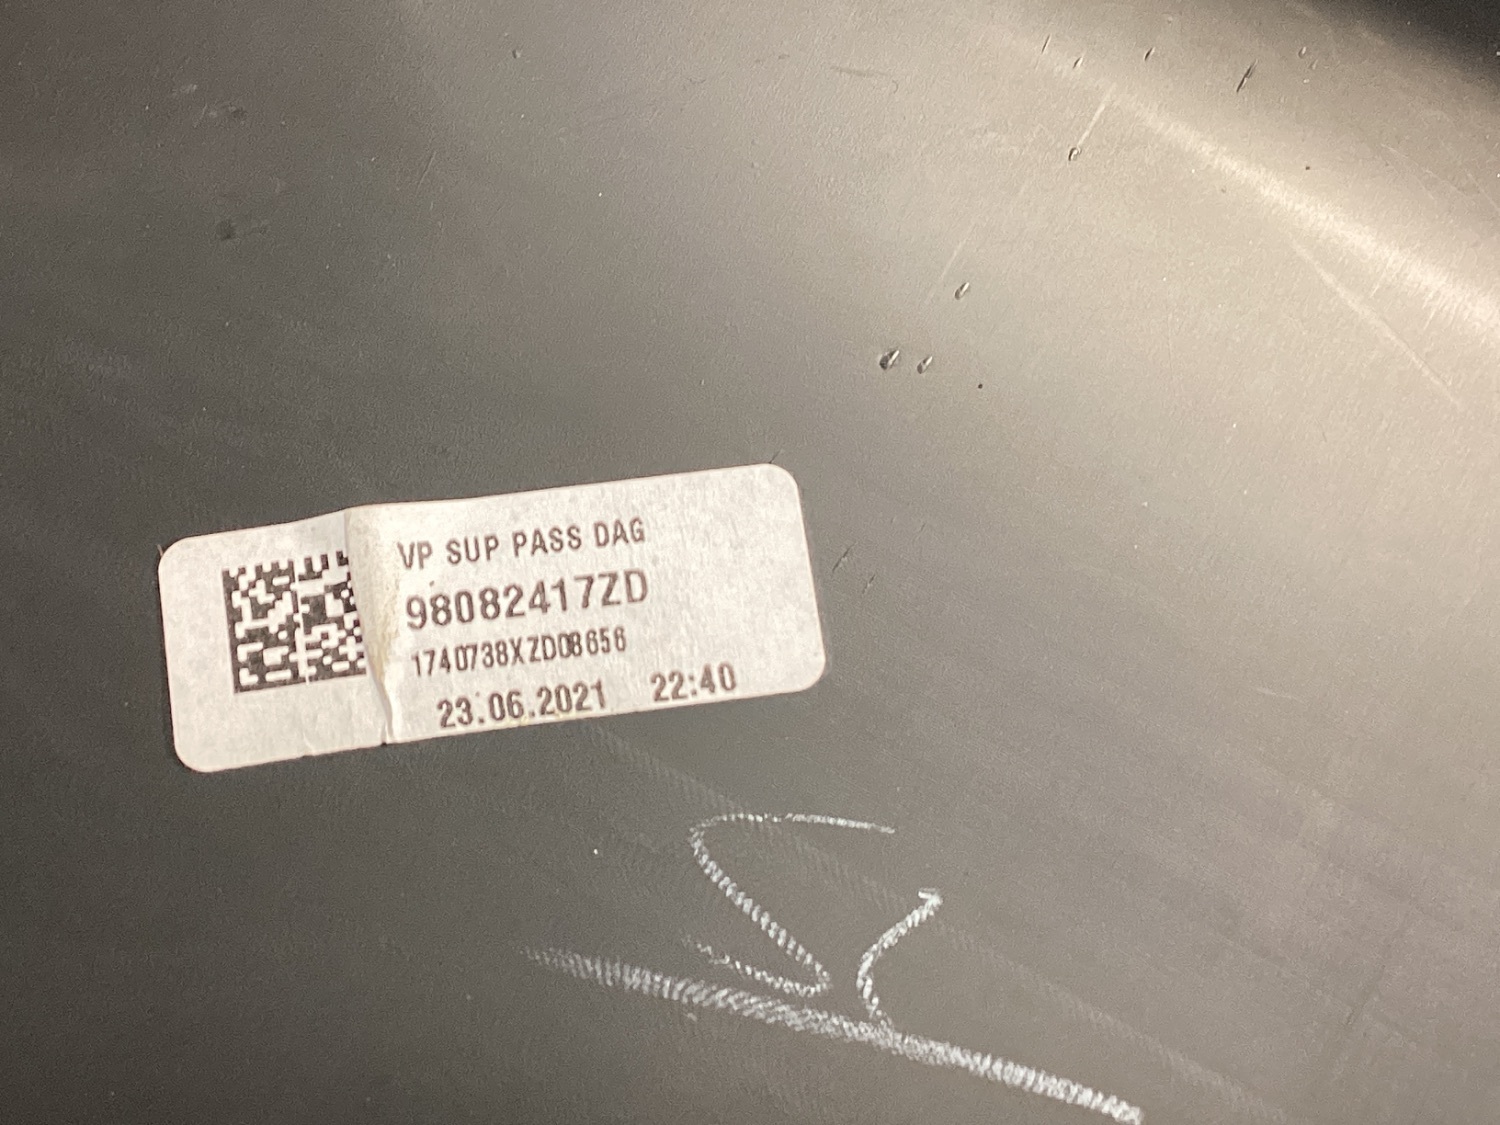 VP SUP PASS DAG
98082417ZD
1740738XZD08656
23.06.2021 22:40